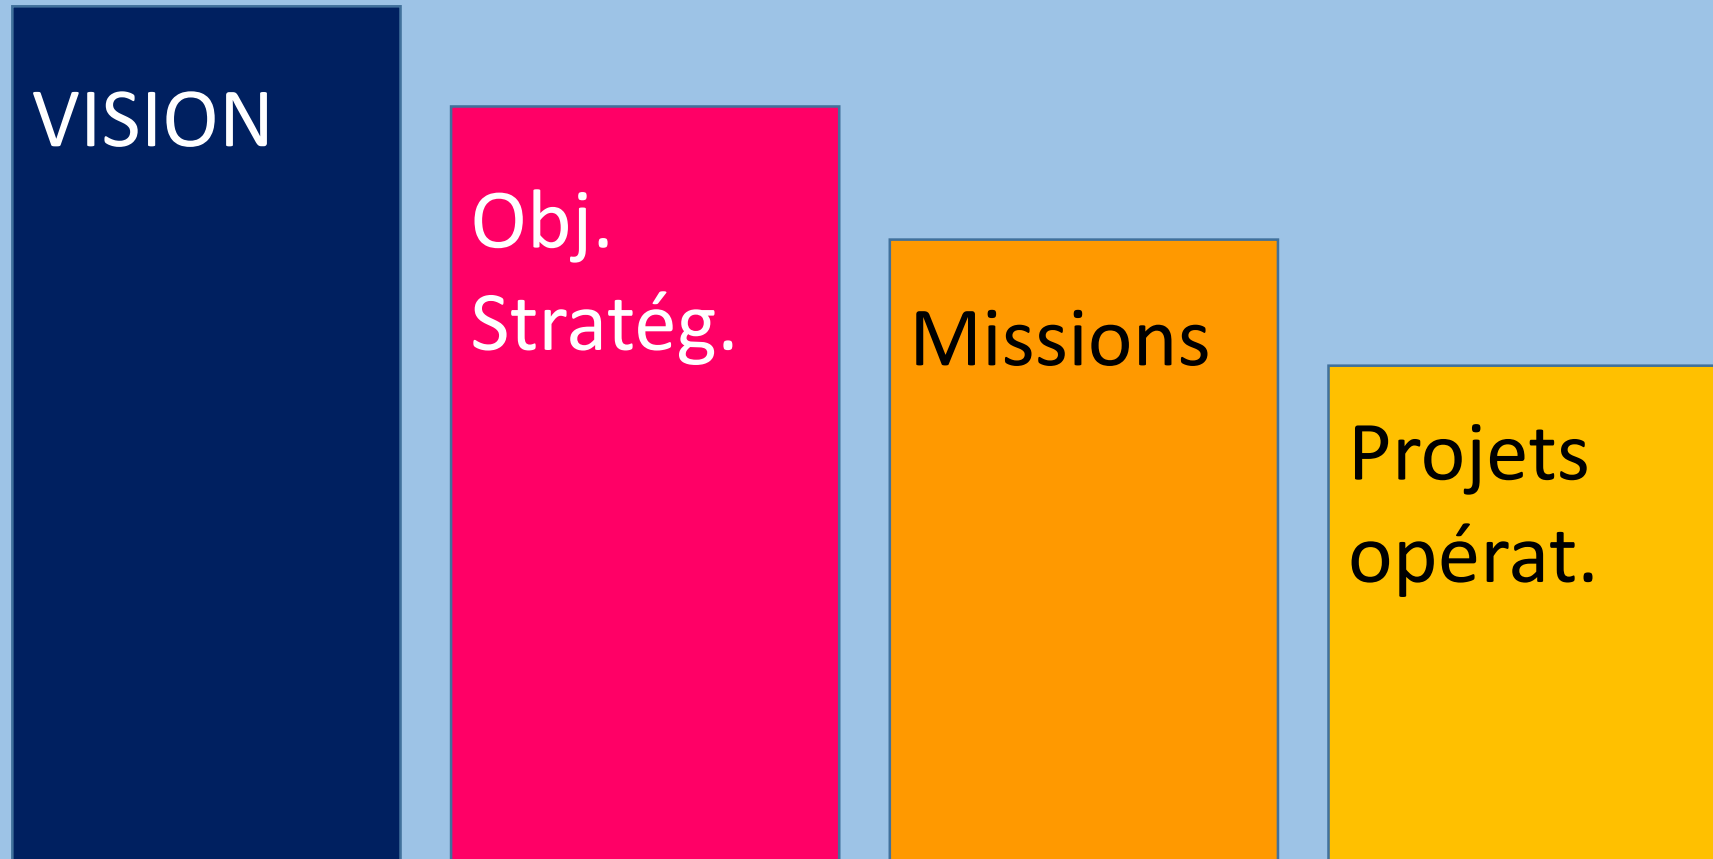 VISION
Obj.
Stratég.
Missions
Projets
opérat.